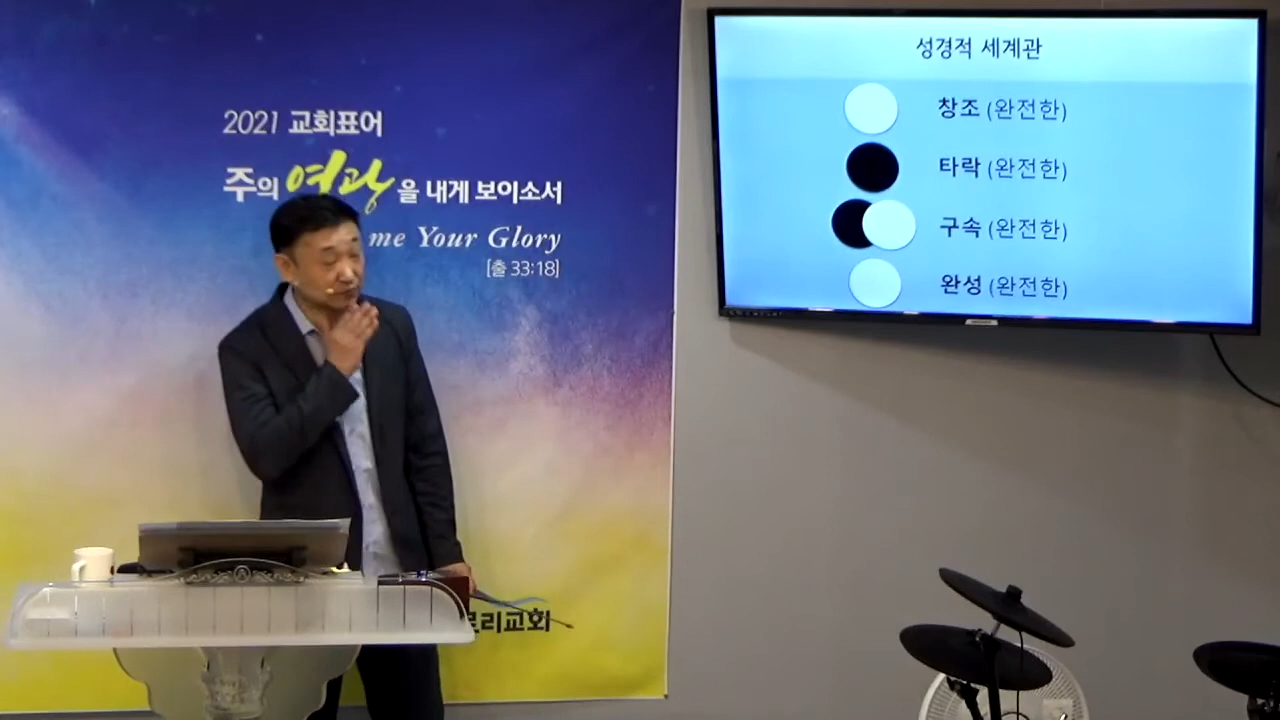 2021 교회표어
주의 영광을 내게 보이소서
me Your Glory
[출 33:18]
로리교회
성경적 세계관
창조 (완전한)
타락 (완전한)
구속 (완전한)
완성 (완전한)